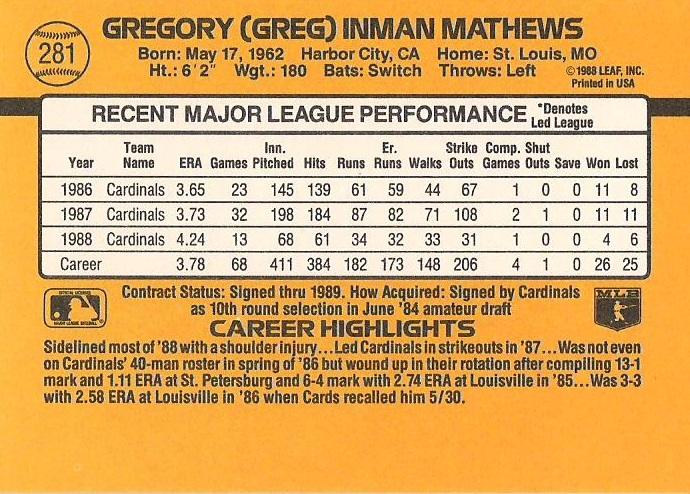 281
GREGORY (GREG) INMAN MATHEWS
Born: May 17, 1962 Harbor City, CA Home: St. Louis, MO
Ht.: 6'2" Wgt.: 180 Bats: Switch Throws: Left
©1988 LEAF, INC.
Printed in USA
RECENT MAJOR LEAGUE PERFORMANCE *Denotes
Led League
Team Inn. Er. Strike Comp. Shut
Year Name ERA Games Pitched Hits Runs Runs Walks Outs Games Outs Save Won Lost
1986 Cardinals 3.65 23 145 139 61 59 44 67 1 0 0 11 8
1987 Cardinals 3.73 32 198 184 87 82 71 108 2 1 0 11 11
1988 Cardinals 4.24 13 68 61 34 32 33 31 1 0 0 4 6
Career 3.78 68 411 384 182 173 148 206 4 1 0 26 25
Contract Status: Signed thru 1989. How Acquired: Signed by Cardinals
as 10th round selection in June '84 amateur draft
MAJOR LEAGUE BASEBALL
MLB
CAREER HIGHLIGHTS
Sidelined most of '88 with a shoulder injury...Led Cardinals in strikeouts in '87...Was not even
on Cardinals' 40-man roster in spring of '86 but wound up in their rotation after compiling 13-1
mark and 1.11 ERA at St. Petersburg and 6-4 mark with 2.74 ERA at Louisville in '85...Was 3-3
with 2.58 ERA at Louisville in '86 when Cards recalled him 5/30.